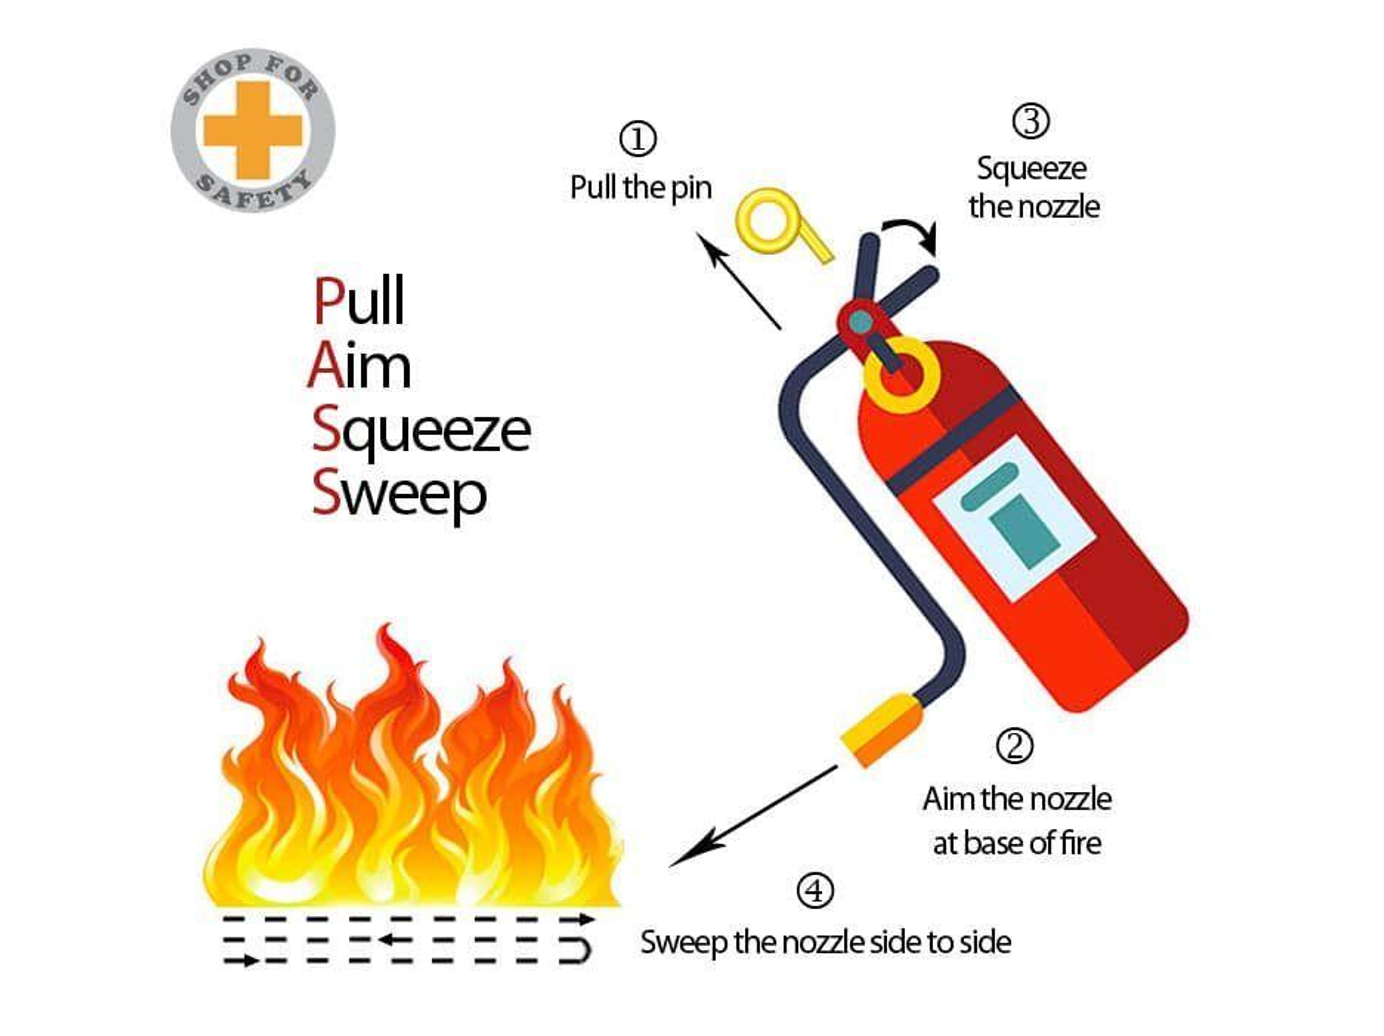 SHOP FOR
SAFETY
Pull
Aim
Squeeze
Sweep
①
Pull the pin
③
Squeeze
the nozzle
②
Aim the nozzle
at base of fire
④
Sweep the nozzle side to side